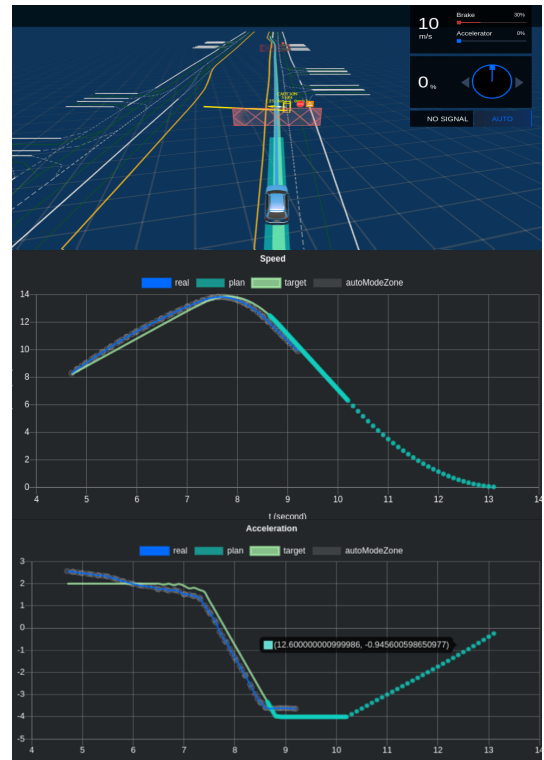 10
m/s
Brake 30%
Accelerator 0%
0 %
NO SIGNAL AUTO
Speed
real plan target autoModeZone
14
12
10
8
6
4
2
0
4 5 6 7 8 9 10 11 12 13 14
t (second)
Acceleration
real plan target autoModeZone
3
2
1
0
-1
(12.600000000999986, -0.945600598650977)
-2
-3
-4
-5
4 5 6 7 8 9 10 11 12 13 14